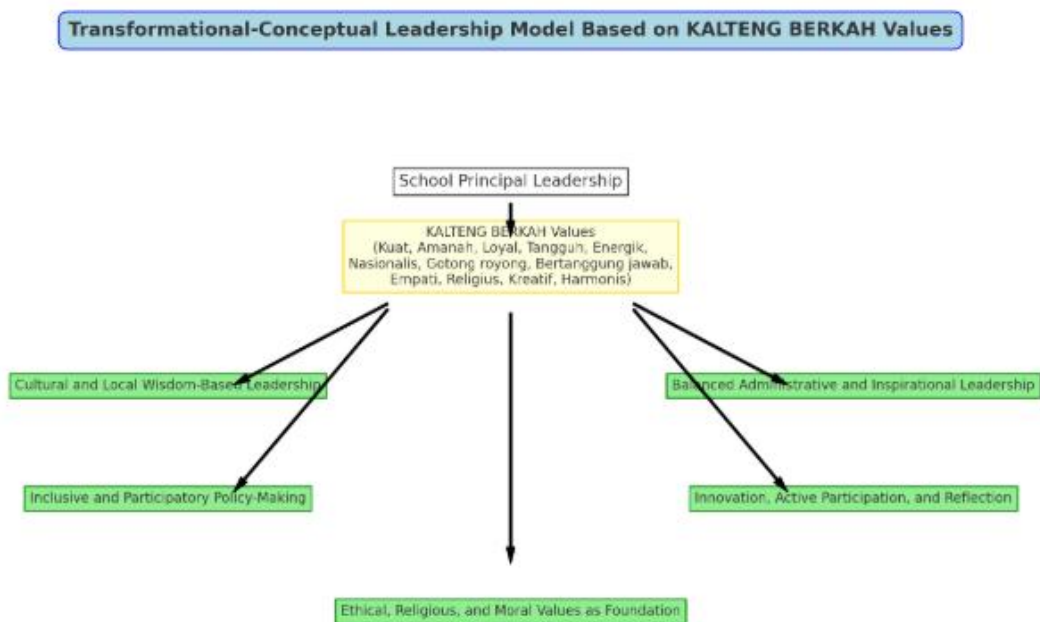 Transformational-Conceptual Leadership Model Based on KALTENG BERKAH Values
School Principal Leadership
KALTENG BERKAH Values
(Kuat, Amanah, Loyal, Tangguh, Energik,
Nasionalis, Gotong royong, Bertanggung jawab,
Empati, Religius, Kreatif, Harmonis)
Cultural and Local Wisdom-Based Leadership
Balanced Administrative and Inspirational Leadership
Inclusive and Participatory Policy-Making
Innovation, Active Participation, and Reflection
Ethical, Religious, and Moral Values as Foundation